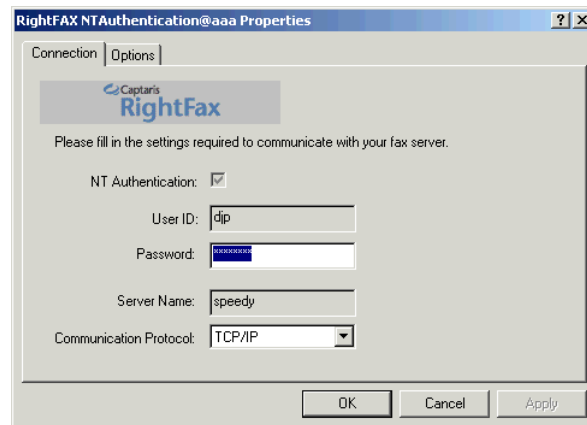 RightFAX NTAuthentication@aaa Properties
Connection
Options
Captaris
RightFax
Please fill in the settings required to communicate with your fax server.
NT Authentication:
User ID: djp
Password: xxxxxxxx
Server Name: speedy
Communication Protocol: TCP/IP
OK Cancel Apply